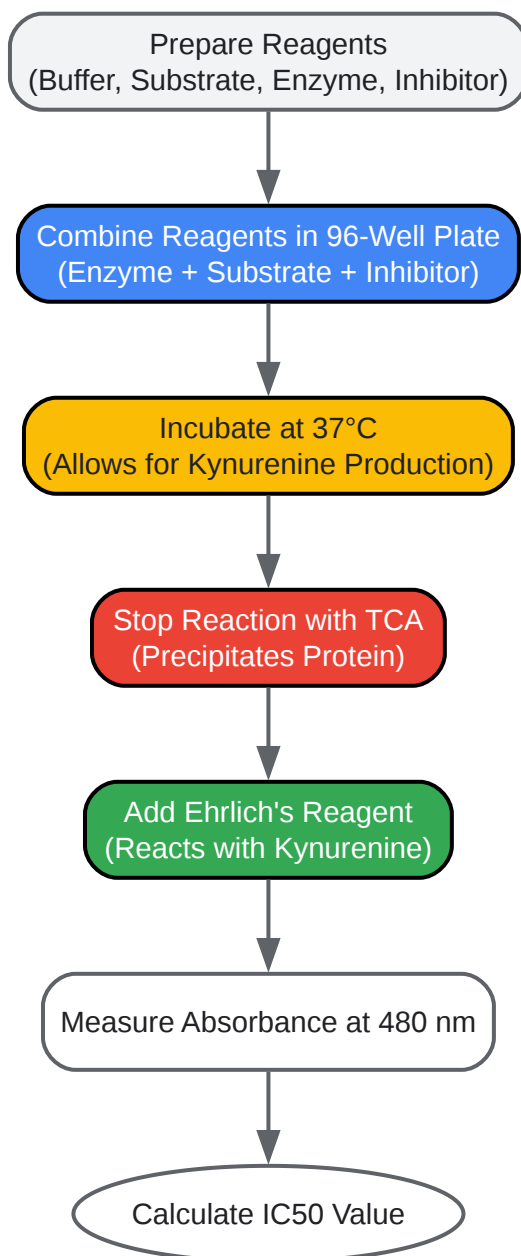 Prepare Reagents
(Buffer, Substrate, Enzyme, Inhibitor)
Combine Reagents in 96-Well Plate
(Enzyme + Substrate + Inhibitor)
Incubate at 37°C
(Allows for Kynurenine Production)
Stop Reaction with TCA
(Precipitates Protein)
Add Ehrlich's Reagent
(Reacts with Kynurenine)
Measure Absorbance at 480 nm
Calculate IC50 Value